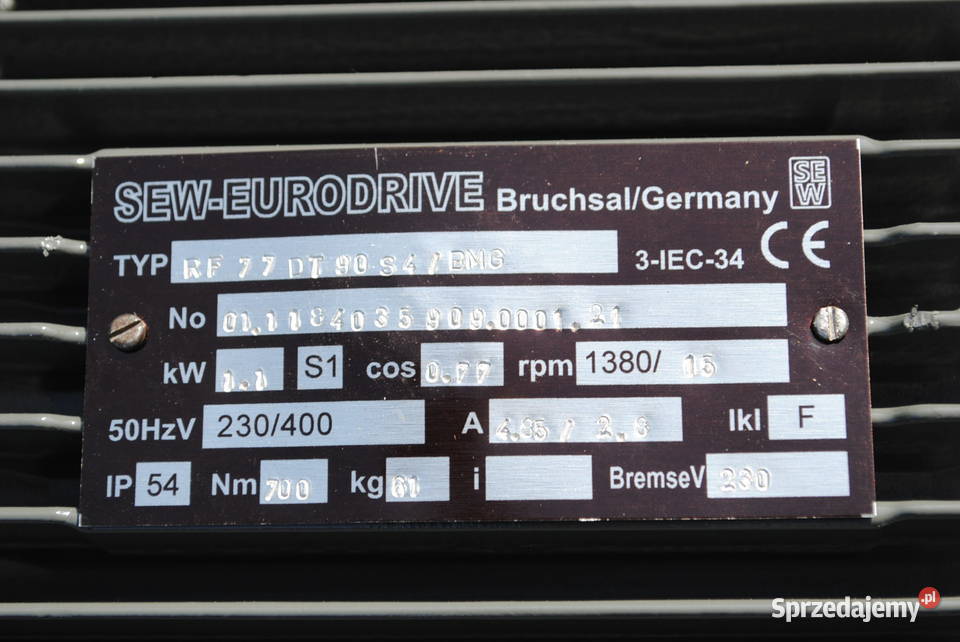 SEW-EURODRIVE Bruchsal/Germany SEW
TYP RF 77 DT 90 S4 / BMG 3-IEC-34 CE
No 01.1184035909.0001.21
kW 1.1 S1 cos 0.77 rpm 1380/ 15
50HzV 230/400 A 4.85 / 2.8 Ikl F
IP 54 Nm 700 kg 61 i BremseV 230
Sprzedajemy.pl